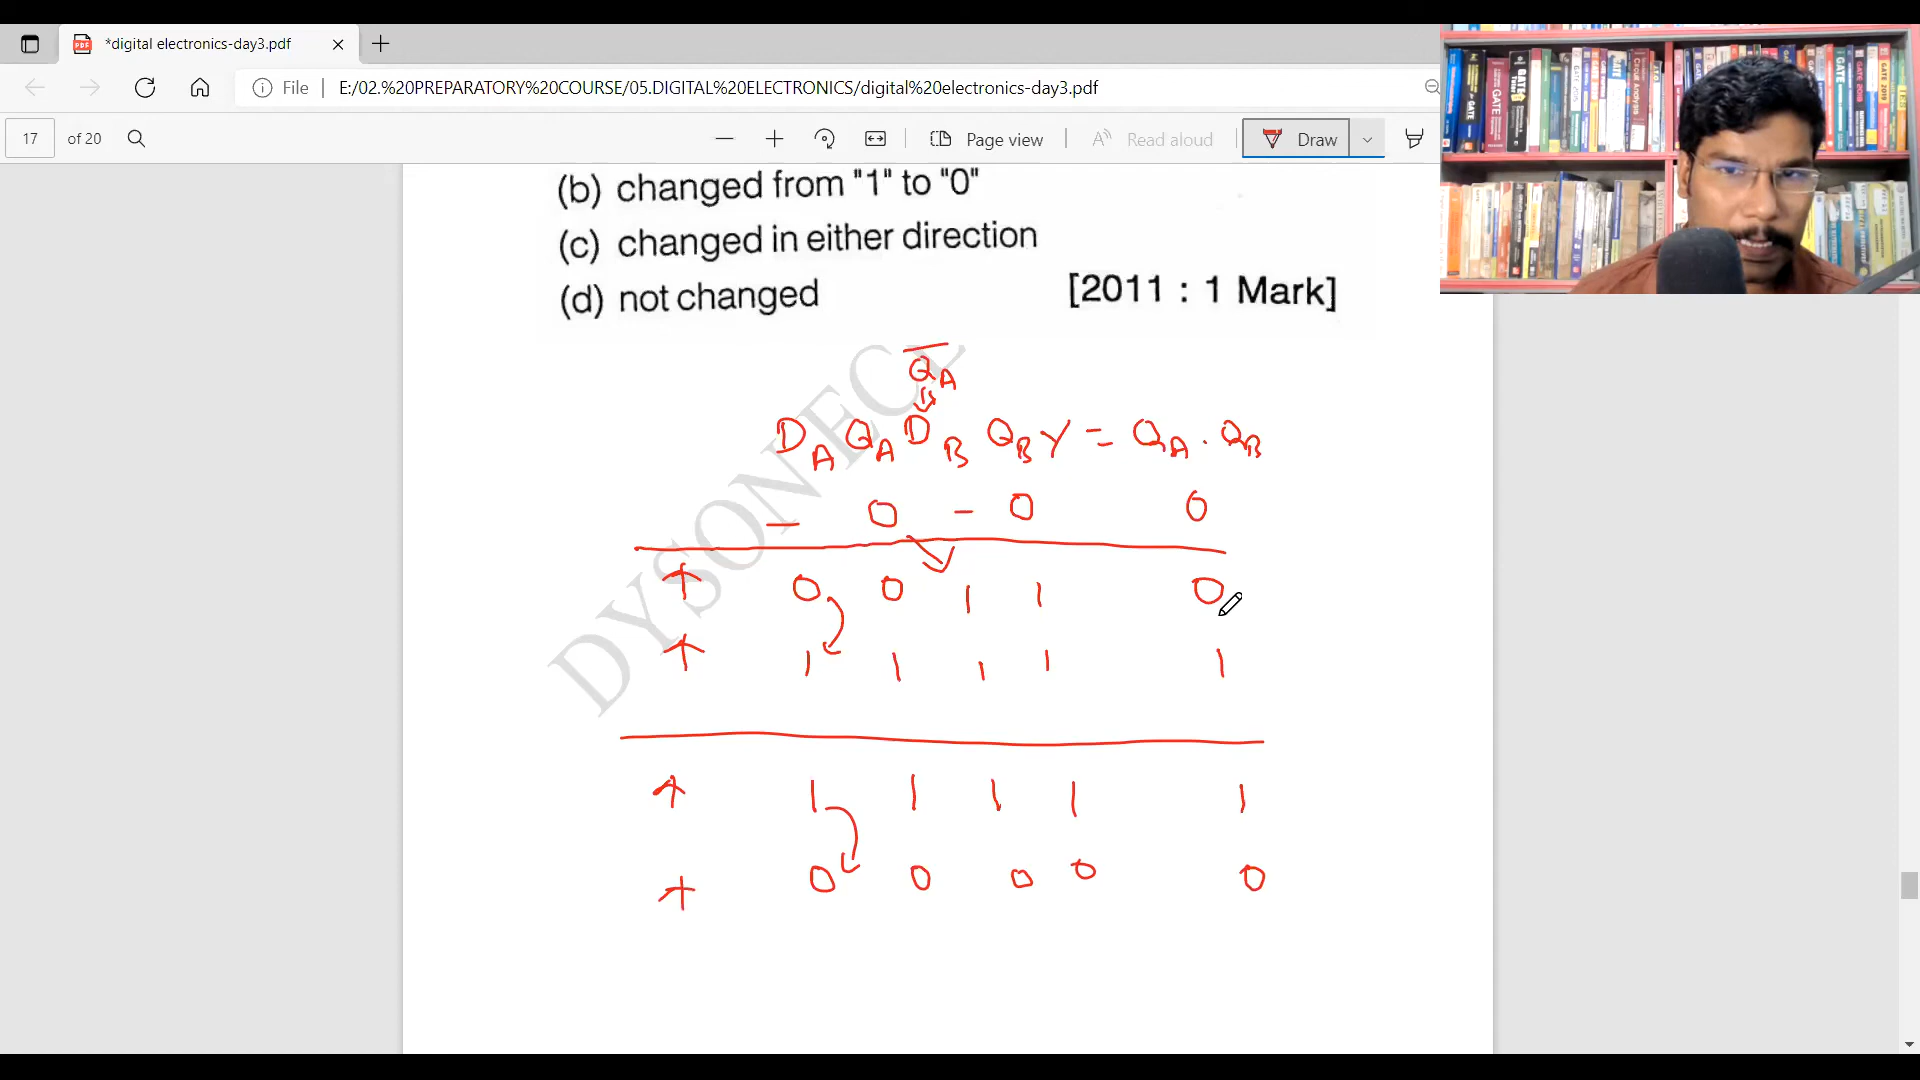 *digital electronics-day3.pdf
File E:/02.%20PREPARATORY%20COURSE/05.DIGITAL%20ELECTRONICS/digital%20electronics-day3.pdf
17 of 20 Page view Read aloud Draw
(b) changed from "1" to "0"
(c) changed in either direction
(d) not changed [2011 : 1 Mark]
DYSONECE
Q̅A
DA QA DB QB Y = QA . QB
– 0 – 0 0
↑ 0 0 1 1 0
↑ 1 1 1 1 1
↑ 1 1 1 1 1
↑ 0 0 0 0 0